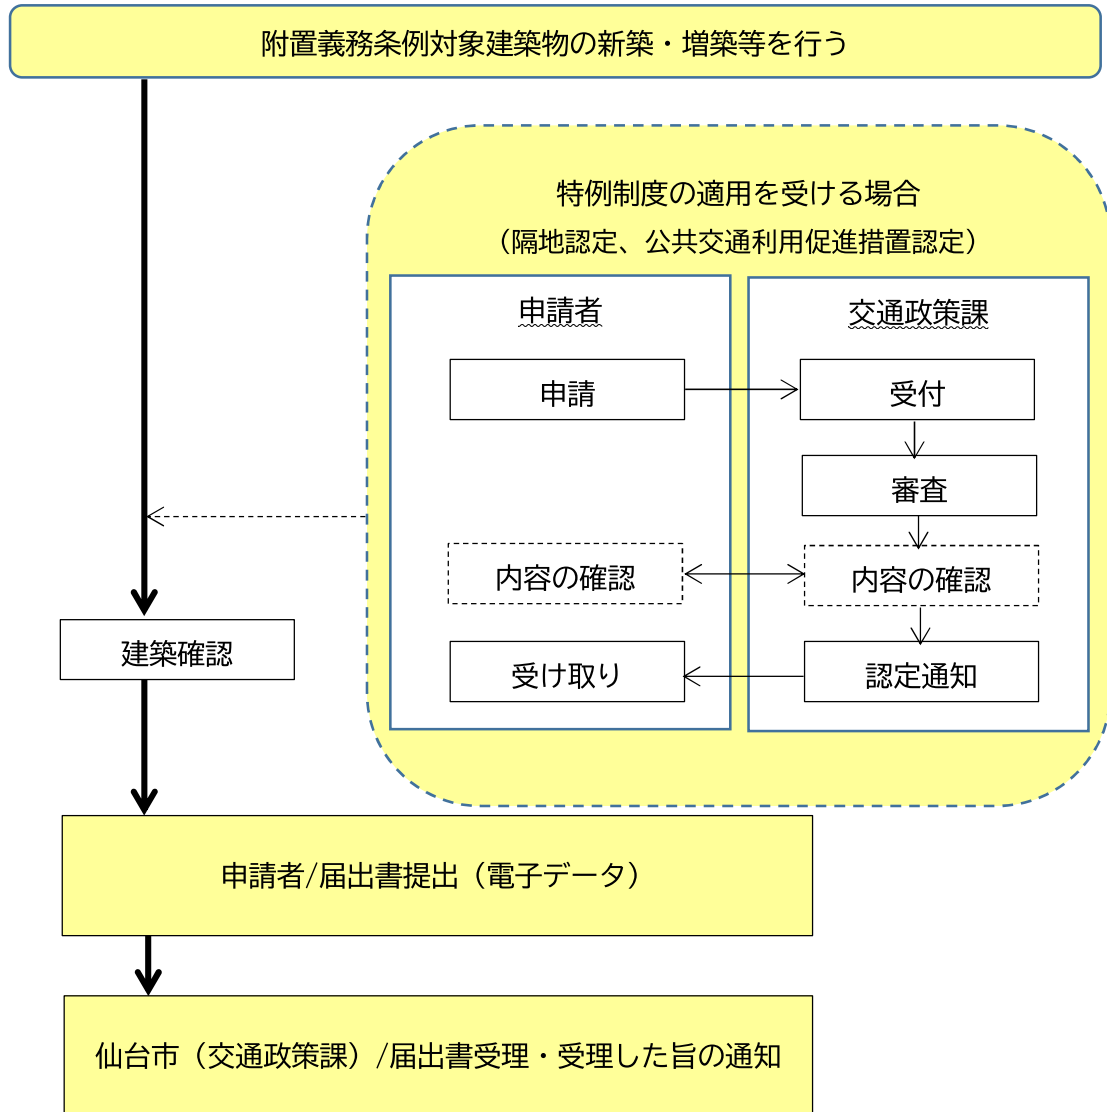 附置義務条例対象建築物の新築・増築等を行う
特例制度の適用を受ける場合
（隔地認定、公共交通利用促進措置認定）
申請者
交通政策課
申請
受付
審査
内容の確認
内容の確認
受け取り
認定通知
建築確認
申請者/届出書提出（電子データ）
仙台市（交通政策課）/届出書受理・受理した旨の通知